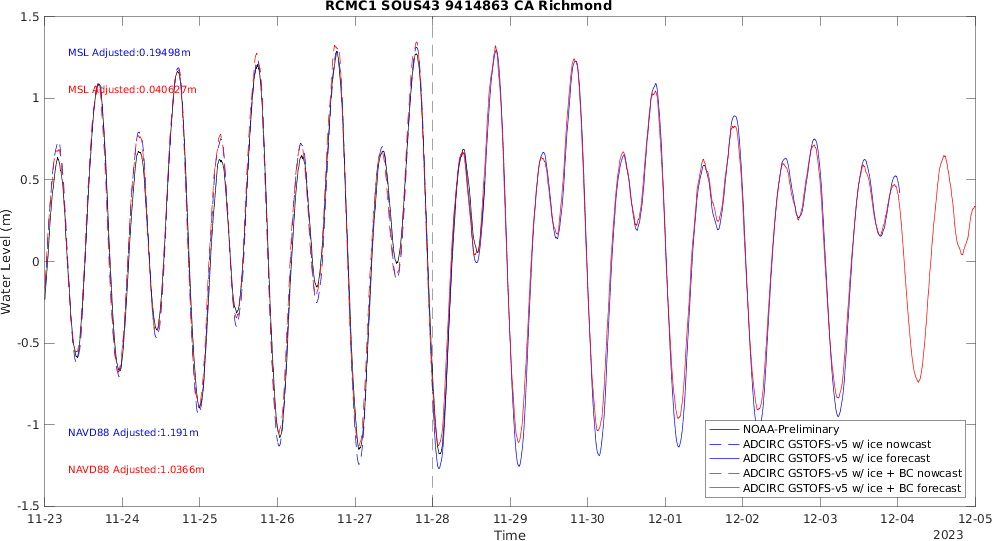 RCMC1 SOUS43 9414863 CA Richmond
MSL Adjusted:0.19498m
MSL Adjusted:0.040627m
NAVD88 Adjusted:1.191m
NAVD88 Adjusted:1.0366m
Water Level (m)
1.5
1
0.5
0
-0.5
-1
-1.5
NOAA-Preliminary
ADCIRC GSTOFS-v5 w/ ice nowcast
ADCIRC GSTOFS-v5 w/ ice forecast
ADCIRC GSTOFS-v5 w/ ice + BC nowcast
ADCIRC GSTOFS-v5 w/ ice + BC forecast
11-23 11-24 11-25 11-26 11-27 11-28 11-29 11-30 12-01 12-02 12-03 12-04 12-05
Time
2023